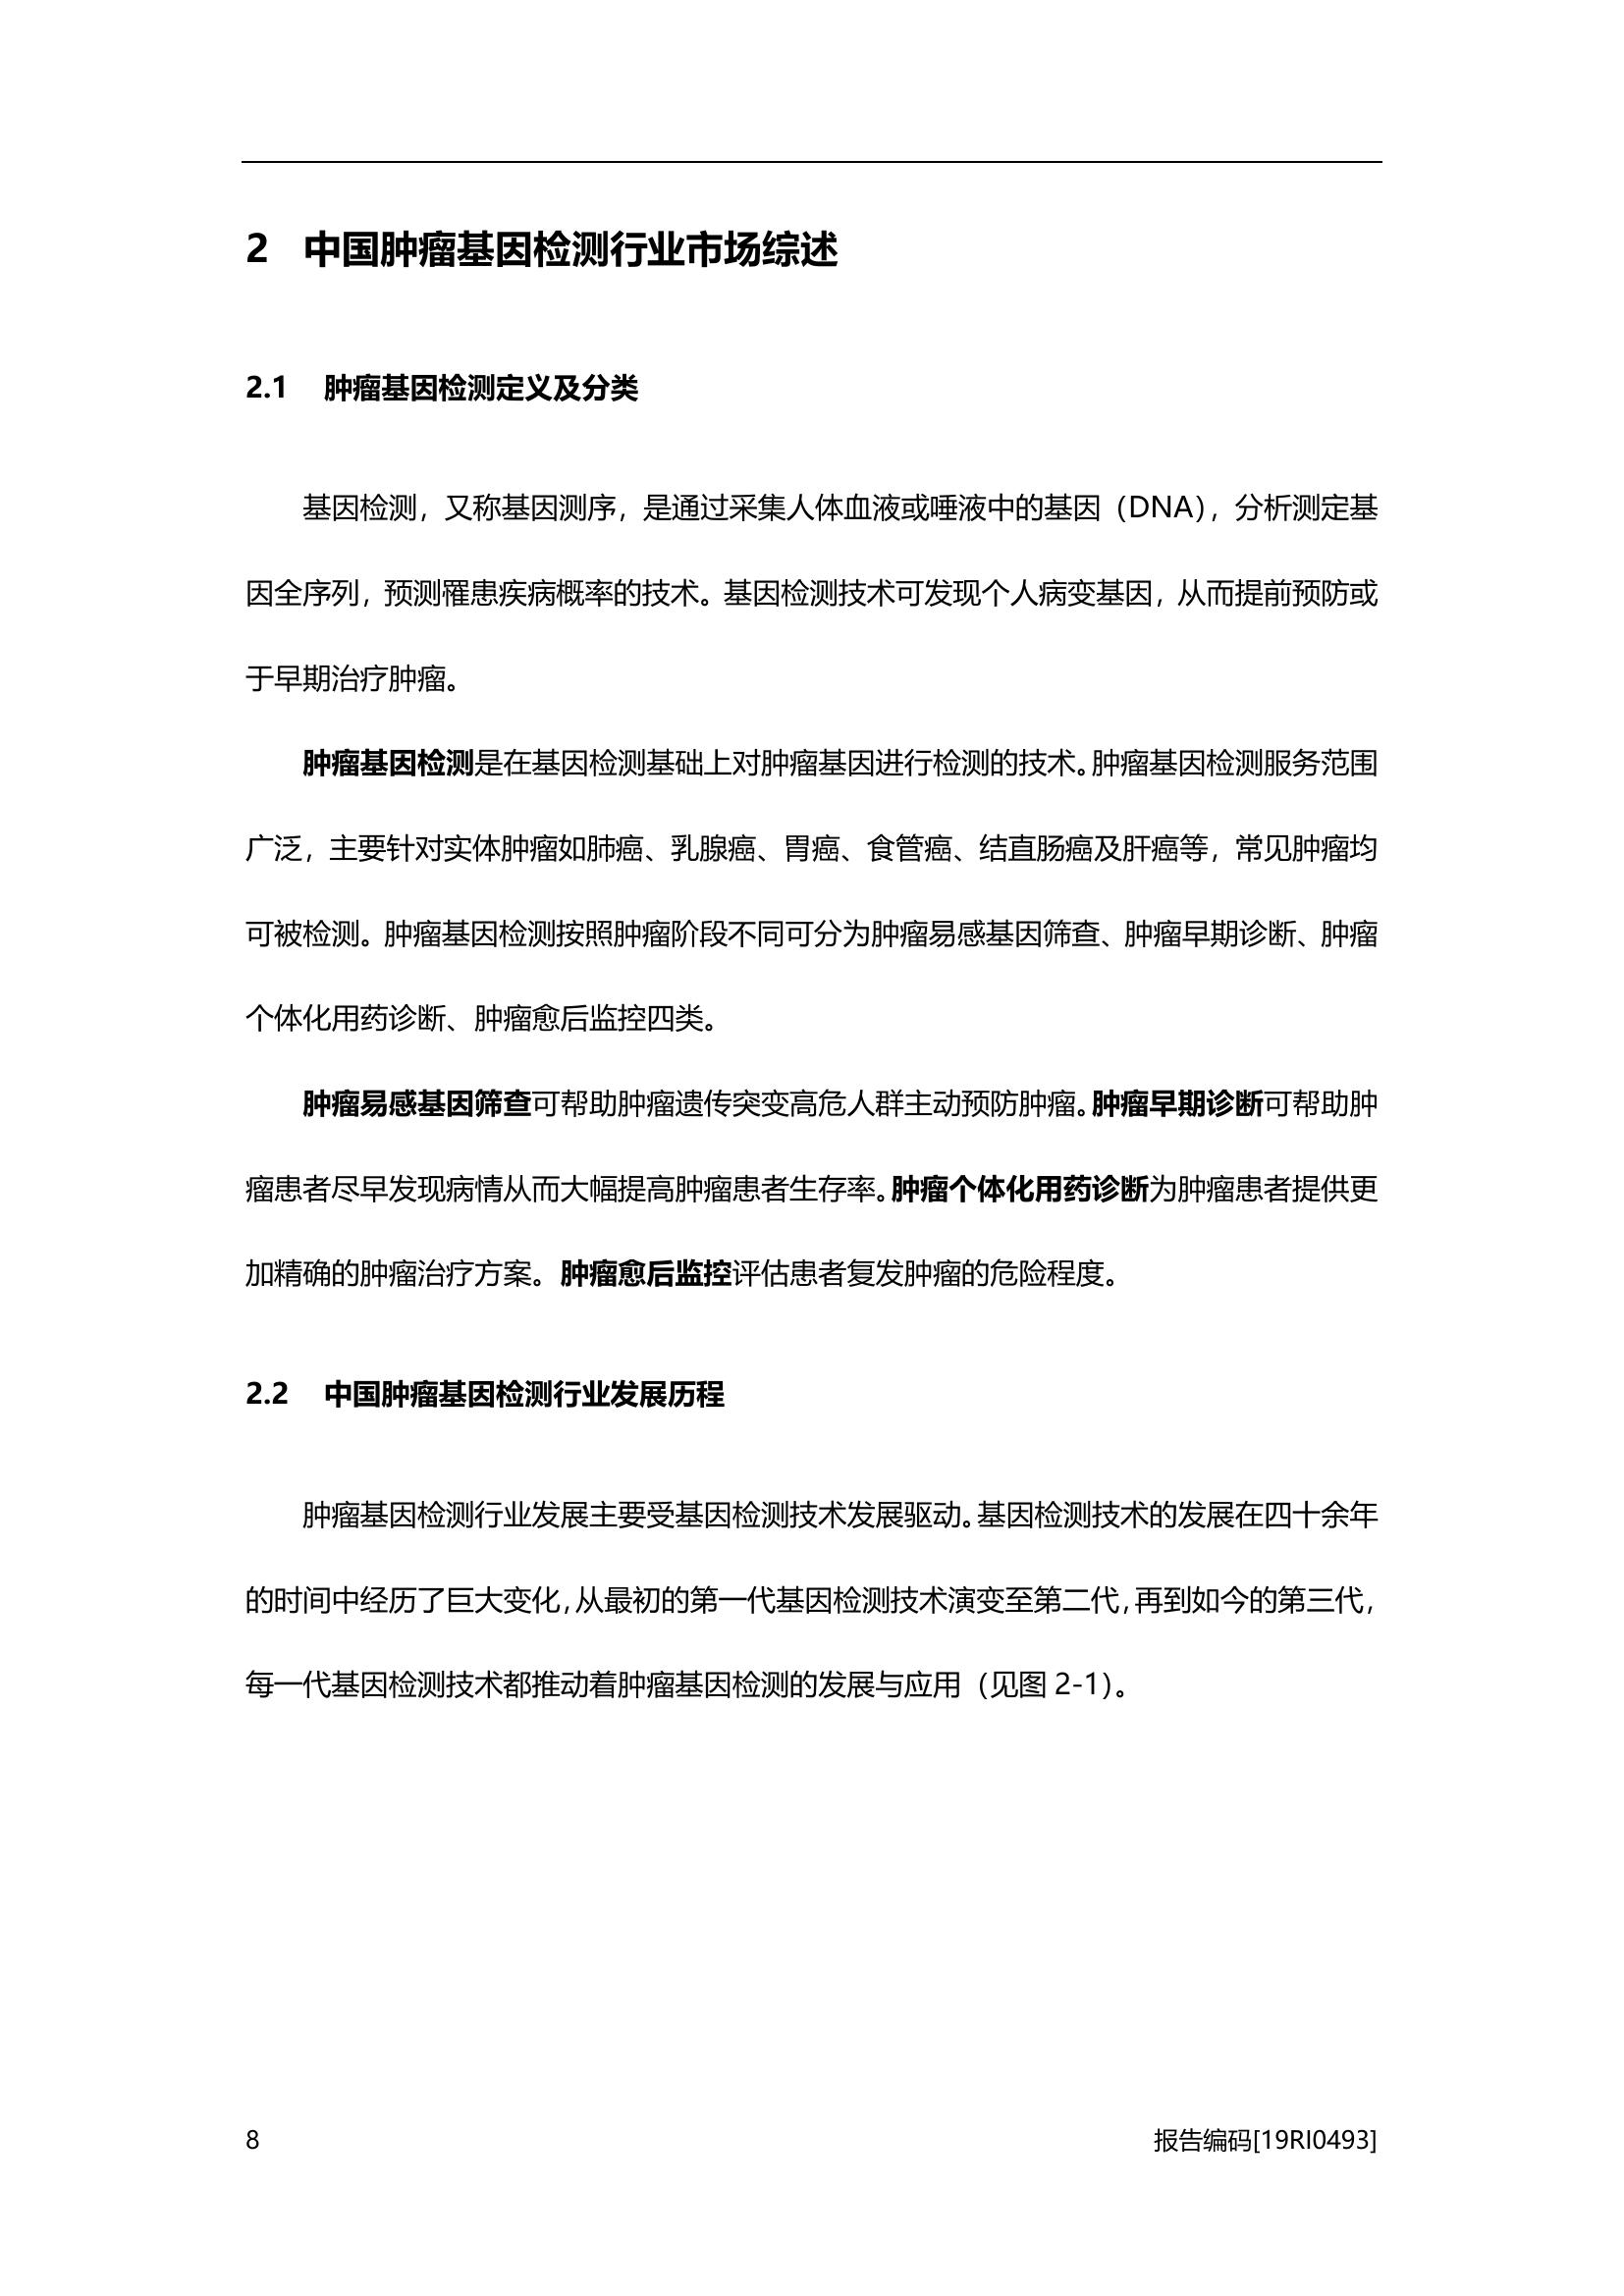 2 中国肿瘤基因检测行业市场综述
2.1 肿瘤基因检测定义及分类
基因检测，又称基因测序，是通过采集人体血液或唾液中的基因（DNA），分析测定基
因全序列，预测罹患疾病概率的技术。基因检测技术可发现个人病变基因，从而提前预防或
于早期治疗肿瘤。
肿瘤基因检测是在基因检测基础上对肿瘤基因进行检测的技术。肿瘤基因检测服务范围
广泛，主要针对实体肿瘤如肺癌、乳腺癌、胃癌、食管癌、结直肠癌及肝癌等，常见肿瘤均
可被检测。肿瘤基因检测按照肿瘤阶段不同可分为肿瘤易感基因筛查、肿瘤早期诊断、肿瘤
个体化用药诊断、肿瘤愈后监控四类。
肿瘤易感基因筛查可帮助肿瘤遗传突变高危人群主动预防肿瘤。肿瘤早期诊断可帮助肿
瘤患者尽早发现病情从而大幅提高肿瘤患者生存率。肿瘤个体化用药诊断为肿瘤患者提供更
加精确的肿瘤治疗方案。肿瘤愈后监控评估患者复发肿瘤的危险程度。
2.2 中国肿瘤基因检测行业发展历程
肿瘤基因检测行业发展主要受基因检测技术发展驱动。基因检测技术的发展在四十余年
的时间中经历了巨大变化，从最初的第一代基因检测技术演变至第二代，再到如今的第三代，
每一代基因检测技术都推动着肿瘤基因检测的发展与应用（见图 2-1）。
8 报告编码[19RI0493]